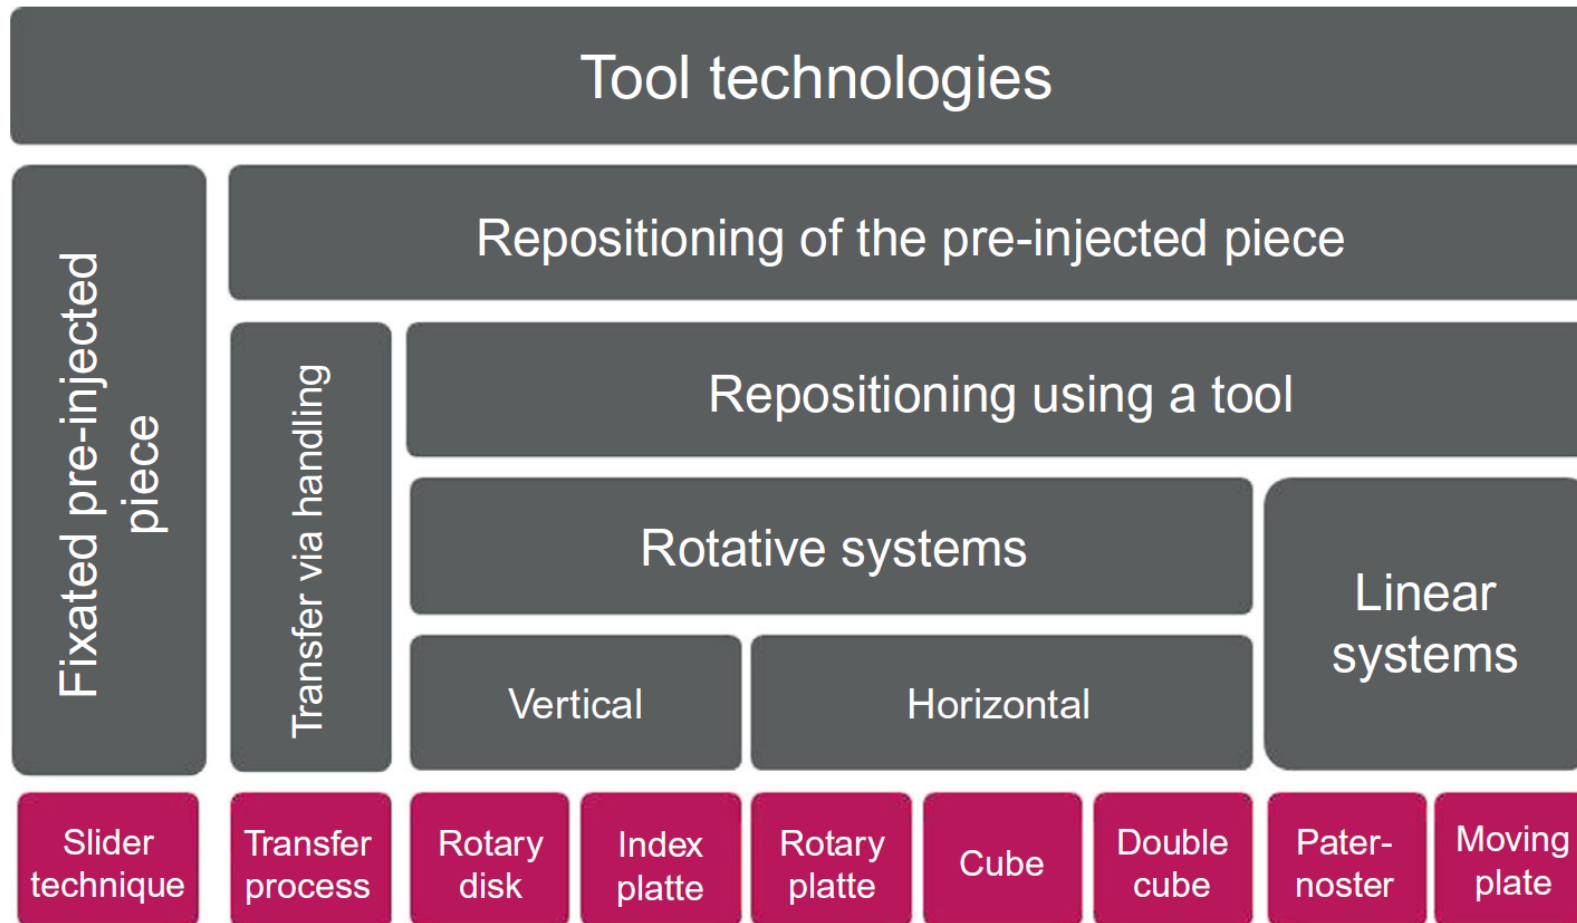 Tool technologies
Fixated pre-injected
piece
Repositioning of the pre-injected piece
Transfer via handling
Repositioning using a tool
Rotative systems
Linear
systems
Vertical
Horizontal
Slider
technique
Transfer
process
Rotary
disk
Index
platte
Rotary
platte
Cube
Double
cube
Pater-
noster
Moving
plate